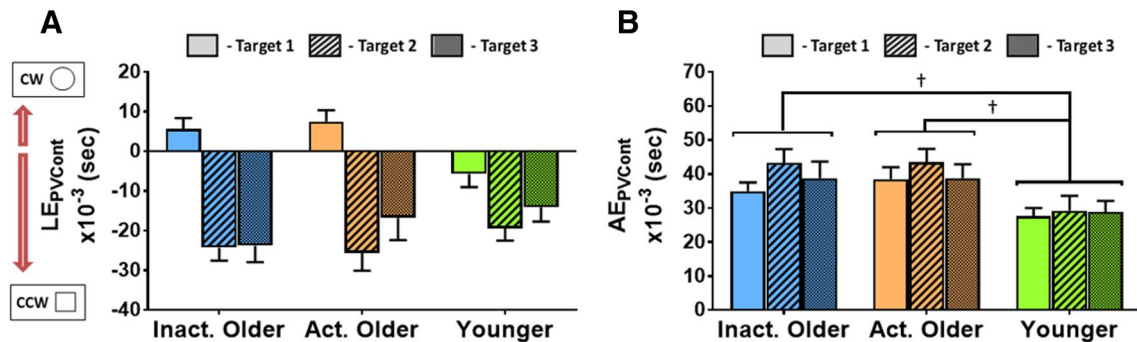 A
- Target 1 - Target 2 - Target 3
CW
CCW
LEPVCont
x10-3 (sec)
20
10
0
-10
-20
-30
-40
Inact. Older Act. Older Younger
B
- Target 1 - Target 2 - Target 3
AEPVCont
x10-3 (sec)
70
60
50
40
30
20
10
0
†
†
Inact. Older Act. Older Younger